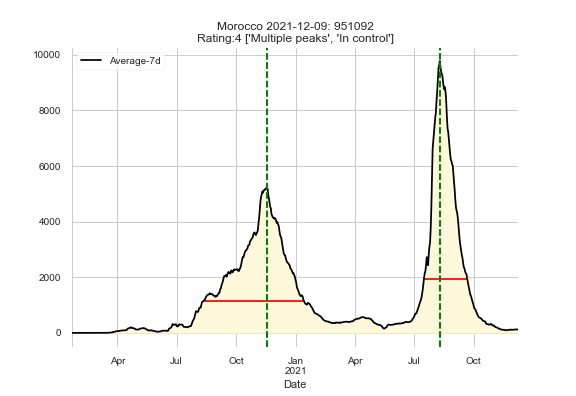 Morocco 2021-12-09: 951092
Rating:4 ['Multiple peaks', 'In control']
Average-7d
10000
8000
6000
4000
2000
0
Apr Jul Oct Jan Apr Jul Oct
2021
Date